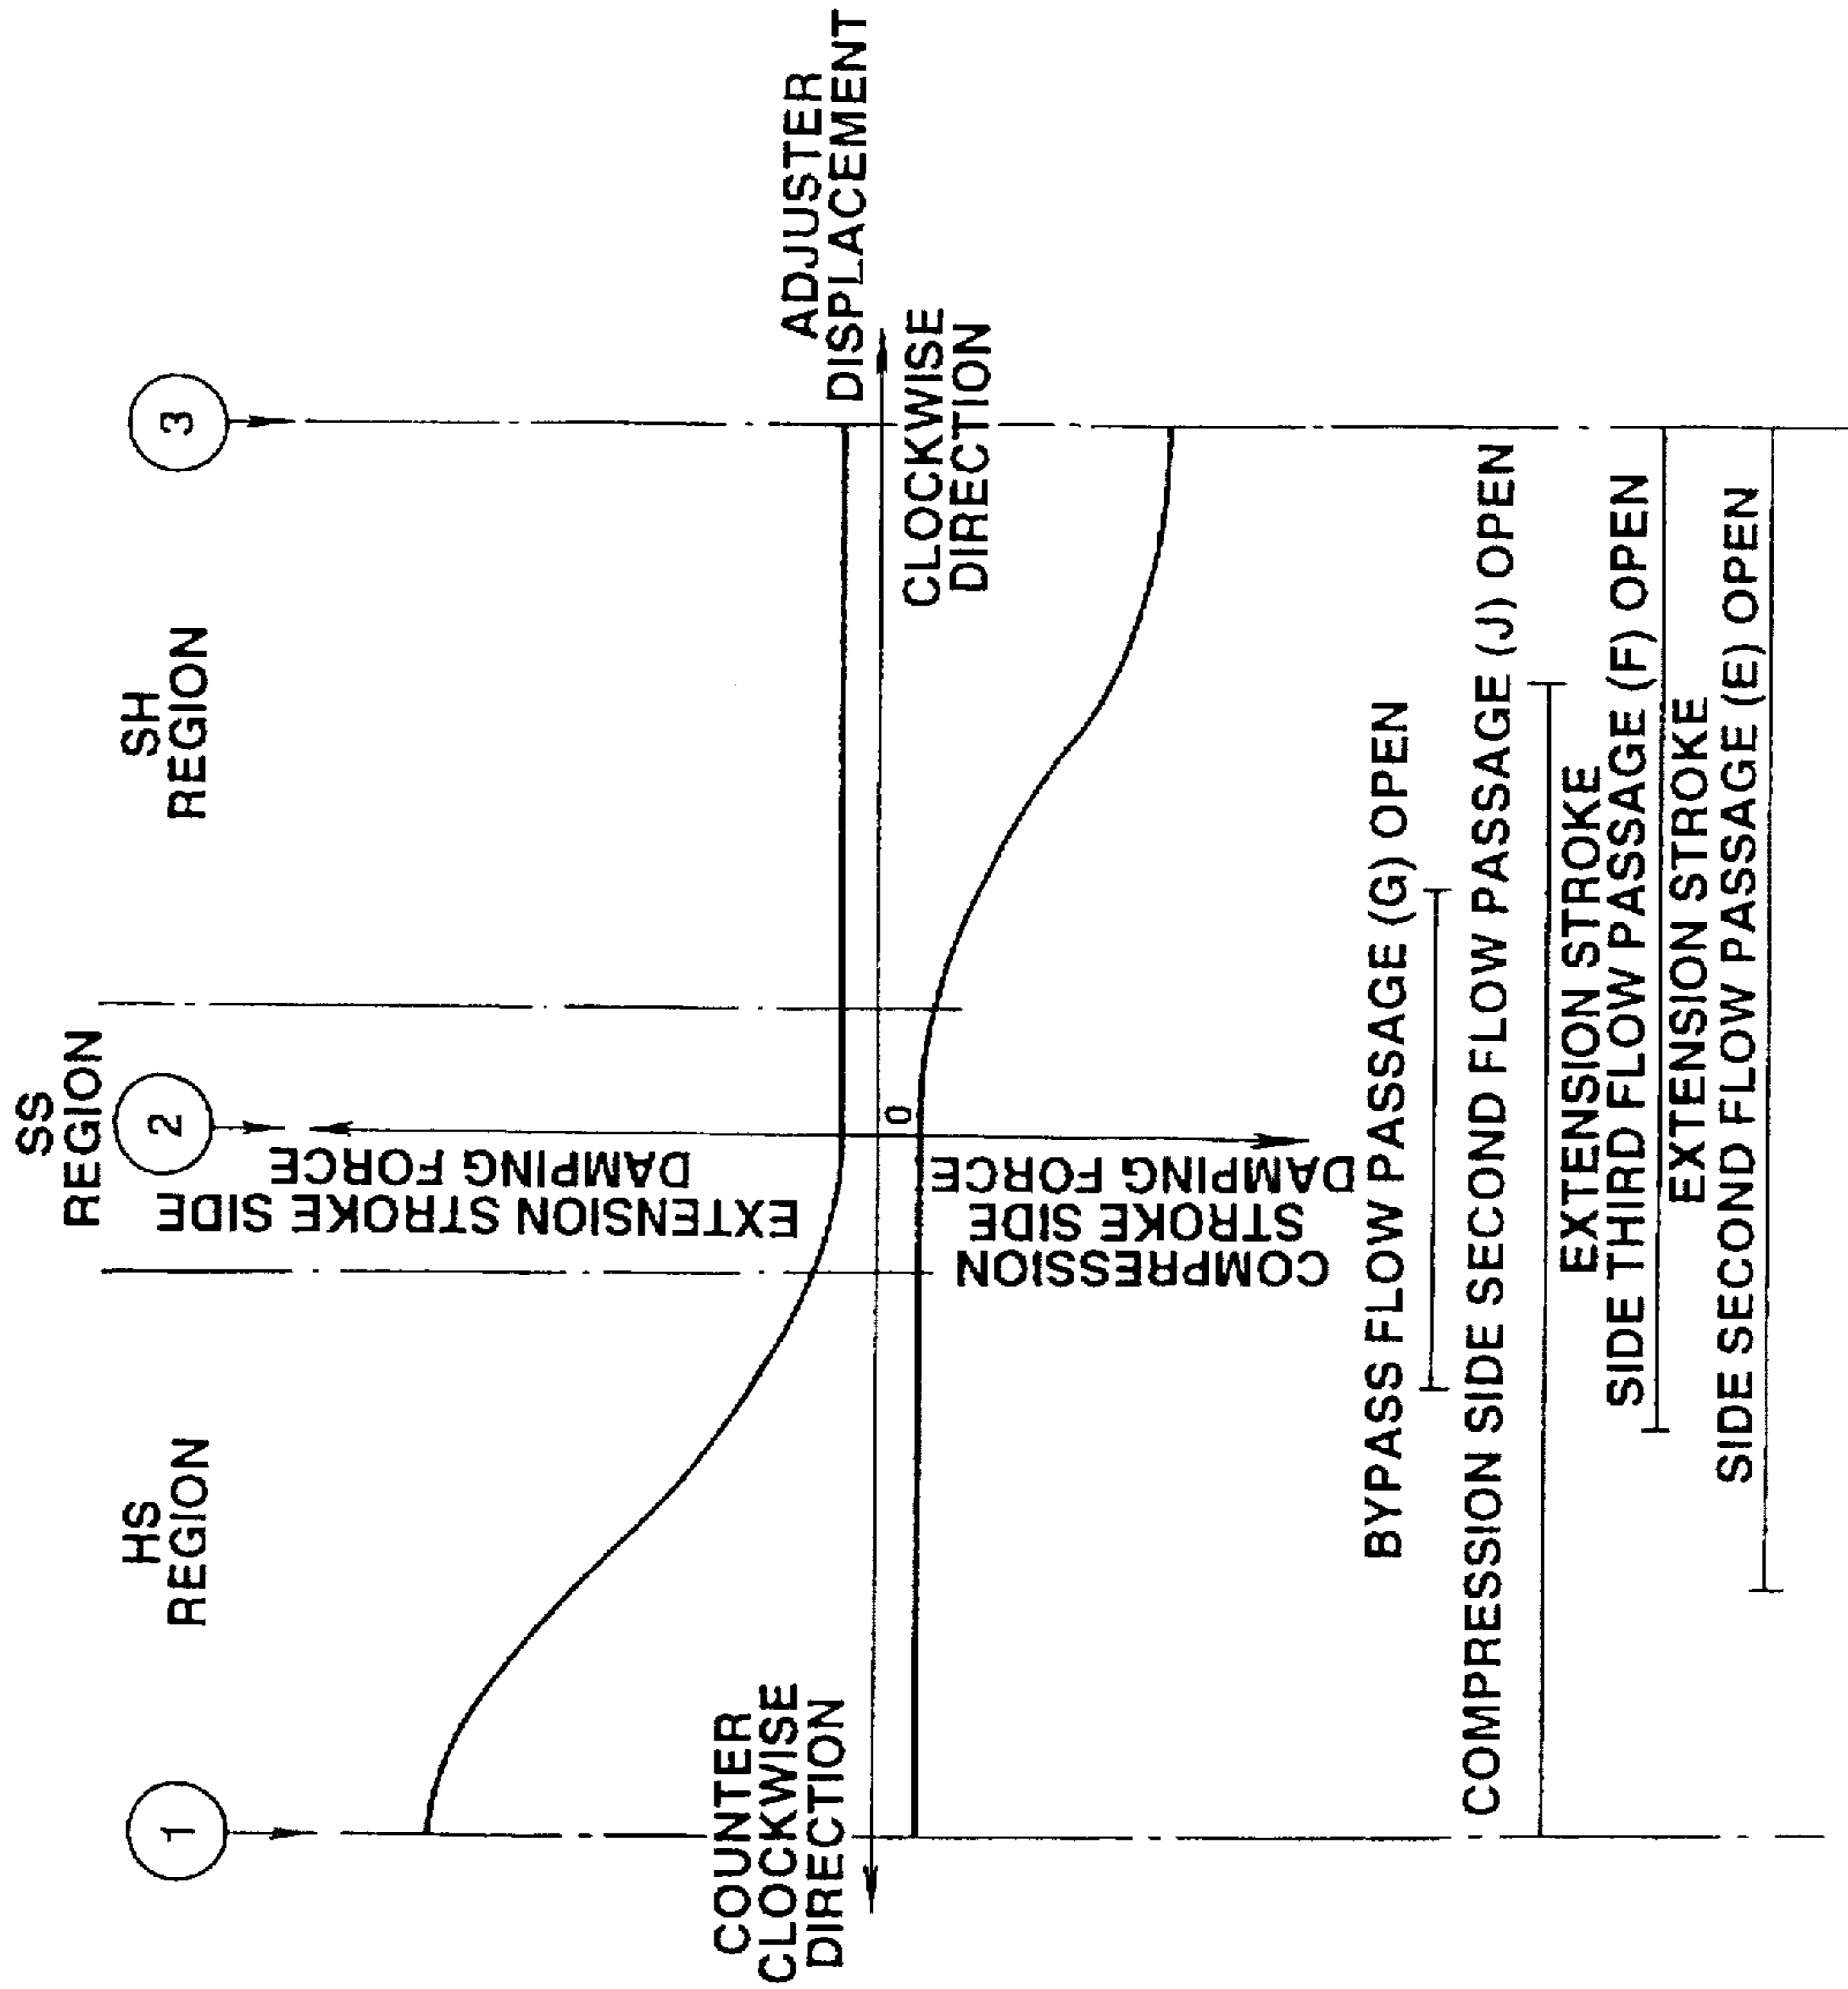 SS
REGION
HS
REGION
SH
REGION
1
2
3
EXTENSION STROKE SIDE
DAMPING FORCE
COUNTER
CLOCKWISE
DIRECTION
ADJUSTER
DISPLACEMENT
0
CLOCKWISE
DIRECTION
COMPRESSION
STROKE SIDE
DAMPING FORCE
BYPASS FLOW PASSAGE (G) OPEN
COMPRESSION SIDE SECOND FLOW PASSAGE (J) OPEN
EXTENSION STROKE
SIDE THIRD FLOW PASSAGE (F) OPEN
EXTENSION STROKE
SIDE SECOND FLOW PASSAGE (E) OPEN